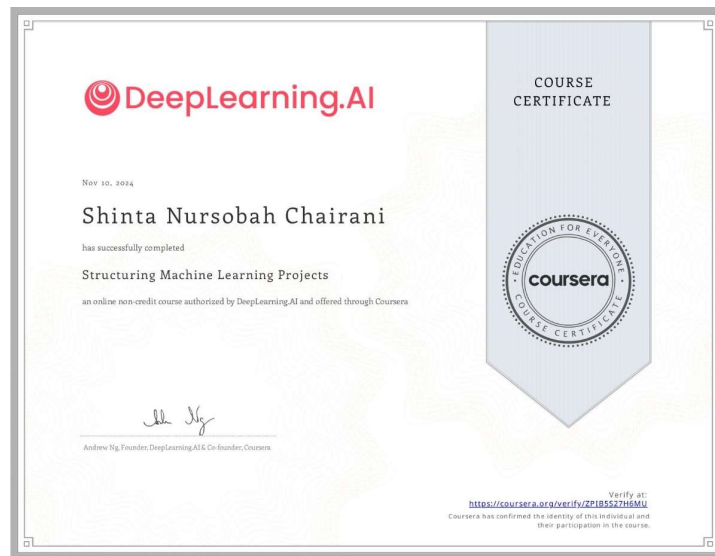 DeepLearning.AI
COURSE
CERTIFICATE
Nov 10, 2024
Shinta Nursobah Chairani
has successfully completed
Structuring Machine Learning Projects
an online non-credit course authorized by DeepLearning.AI and offered through Coursera
EDUCATION FOR EVERYONE
coursera
COURSE CERTIFICATE
Andrew Ng, Founder, DeepLearning.AI & Co-founder, Coursera
Verify at:
https://coursera.org/verify/ZPIB5S27H6MU
Coursera has confirmed the identity of this individual and
their participation in the course.